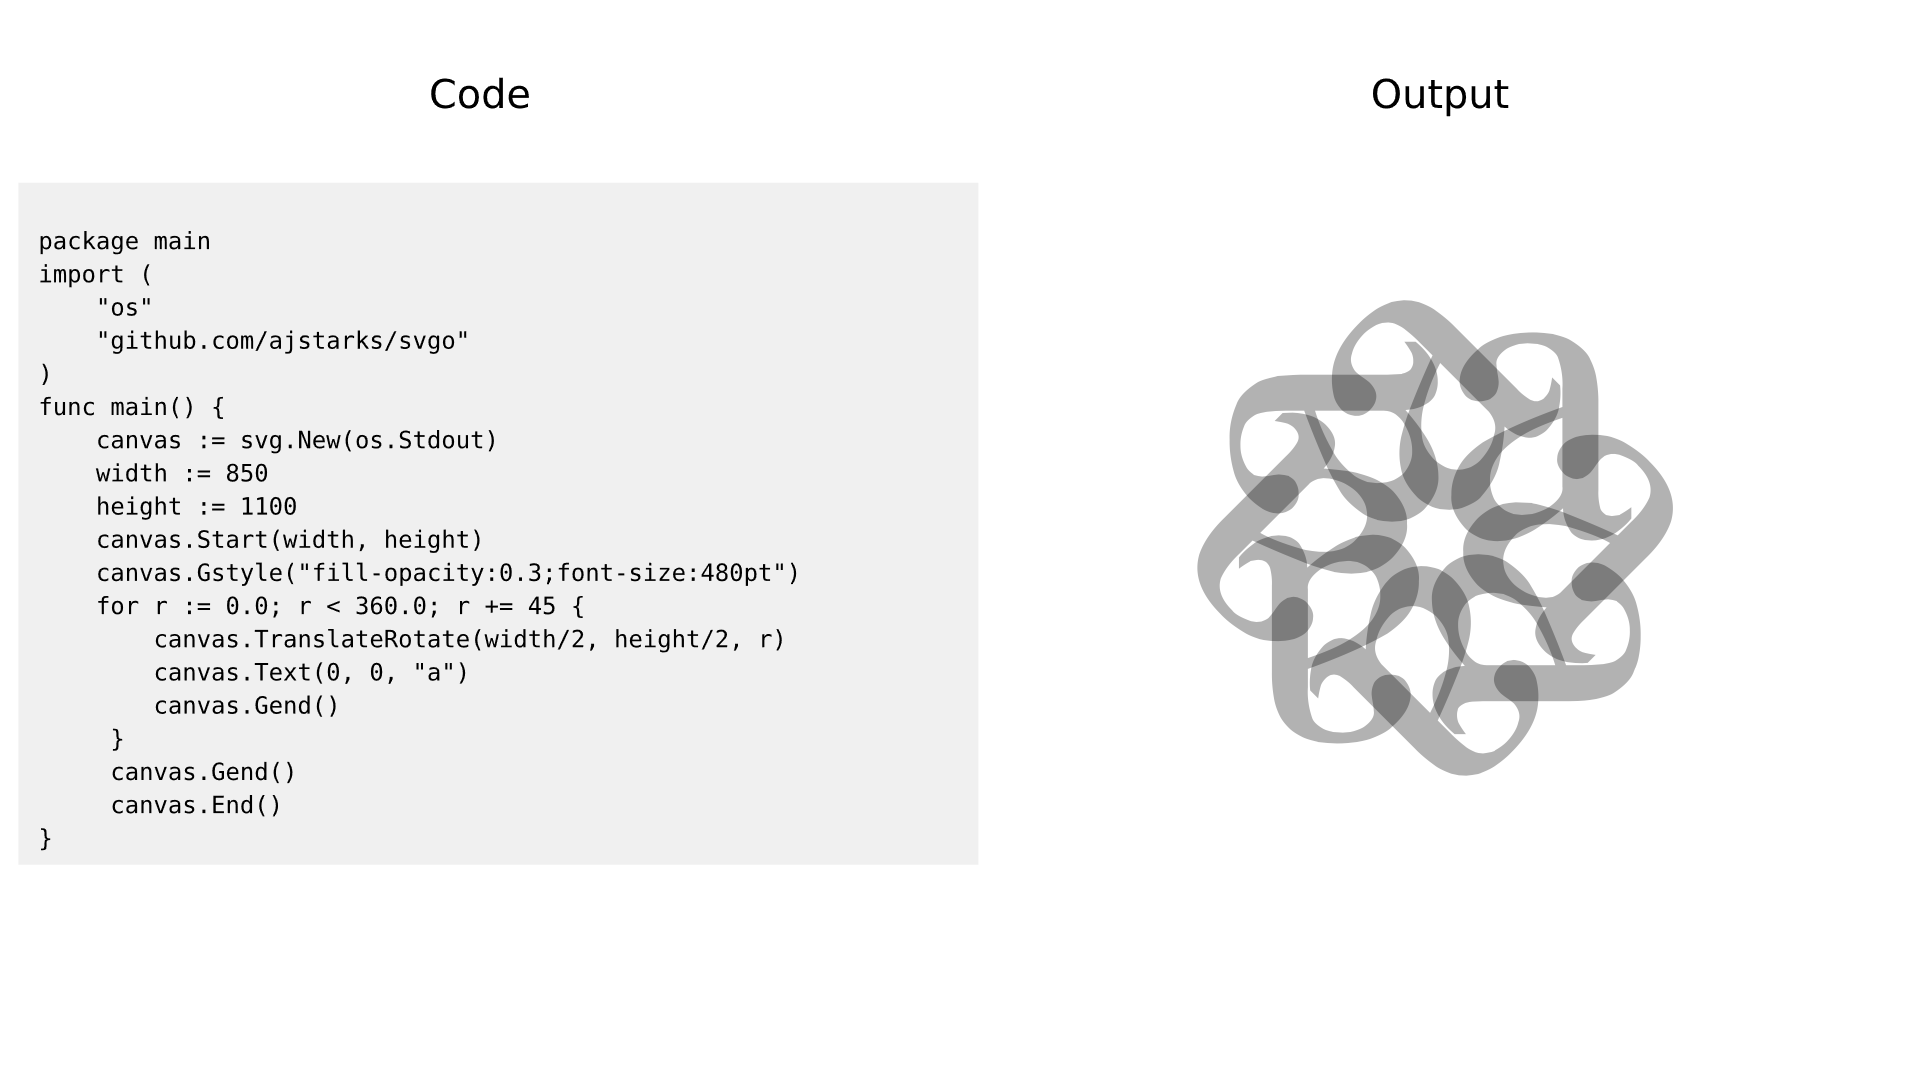 Code
Output
package main
import (
    "os"
    "github.com/ajstarks/svgo"
)
func main() {
    canvas := svg.New(os.Stdout)
    width := 850
    height := 1100
    canvas.Start(width, height)
    canvas.Gstyle("fill-opacity:0.3;font-size:480pt")
    for r := 0.0; r < 360.0; r += 45 {
        canvas.TranslateRotate(width/2, height/2, r)
        canvas.Text(0, 0, "a")
        canvas.Gend()
     }
     canvas.Gend()
     canvas.End()
}
a
a
a
a
a
a
a
a